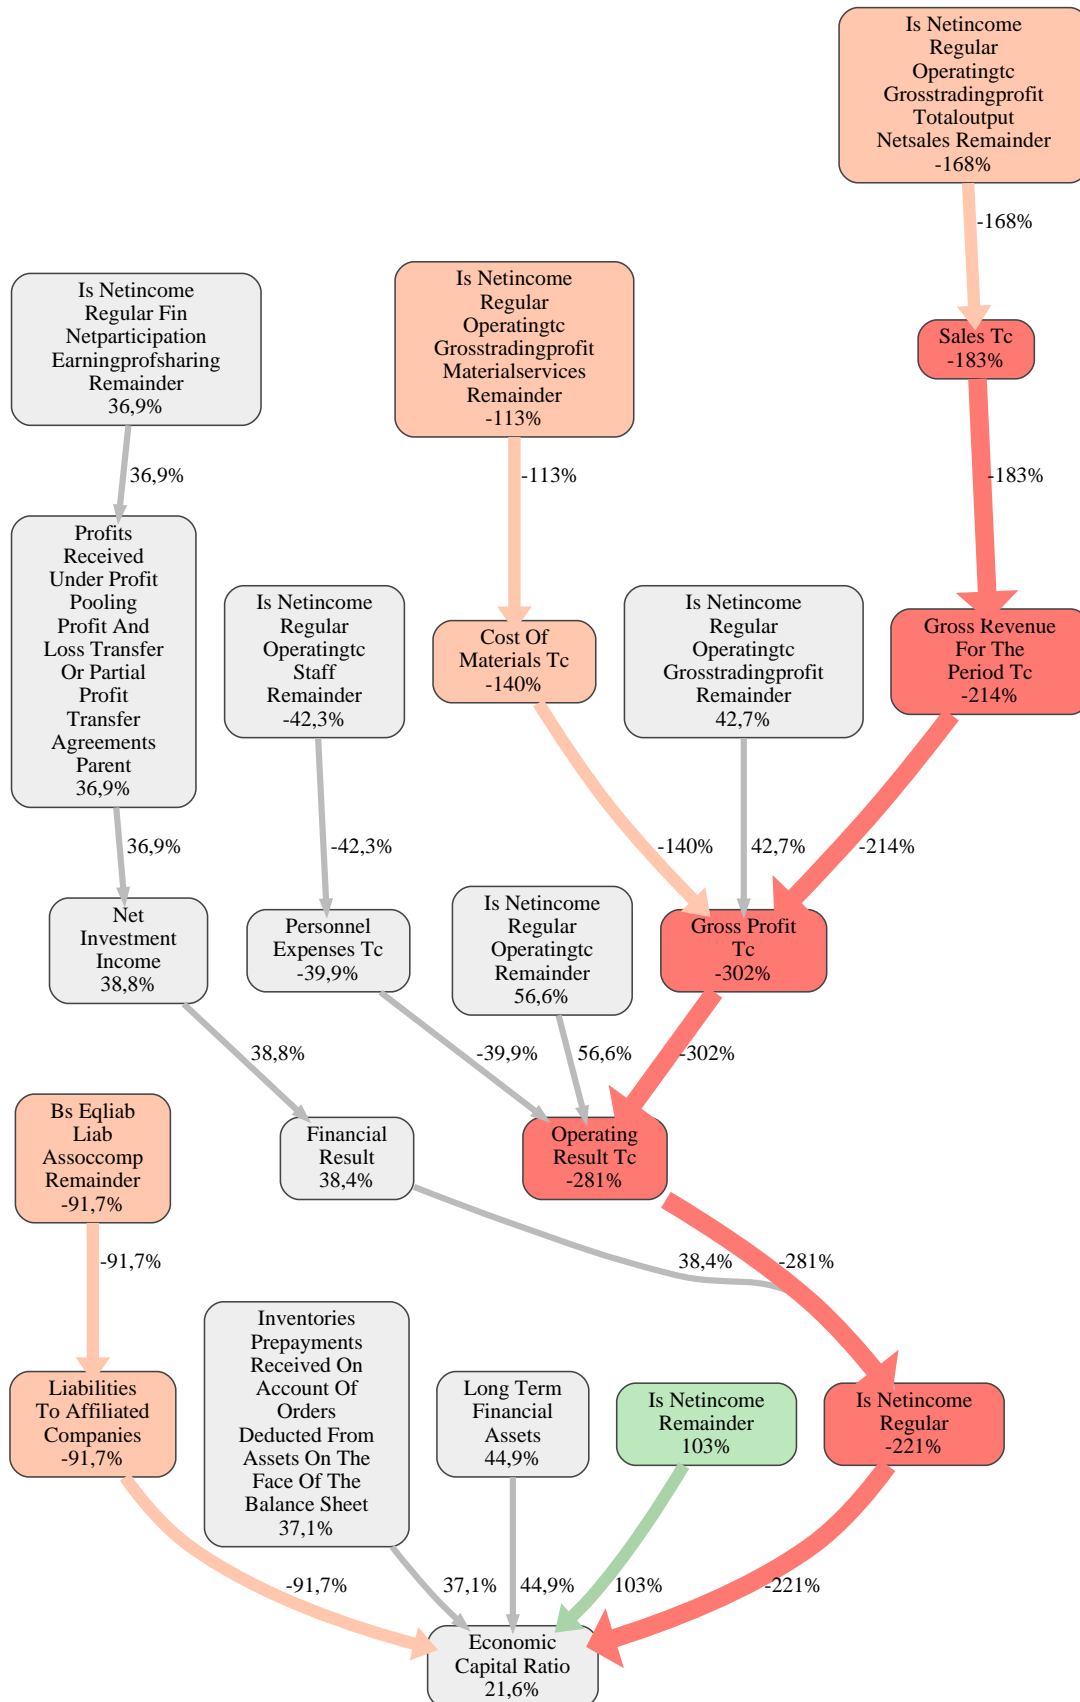 Is Netincome
Regular
Operatingtc
Grosstradingprofit
Totaloutput
Netsales Remainder
-168%
-168%
Is Netincome
Regular Fin
Netparticipation
Earningprofsharing
Remainder
36,9%
Is Netincome
Regular
Operatingtc
Grosstradingprofit
Materialservices
Remainder
-113%
Sales Tc
-183%
36,9%
-113%
-183%
Profits
Received
Under Profit
Pooling
Profit And
Loss Transfer
Or Partial
Profit
Transfer
Agreements
Parent
36,9%
Is Netincome
Regular
Operatingtc
Staff
Remainder
-42,3%
Cost Of
Materials Tc
-140%
Is Netincome
Regular
Operatingtc
Grosstradingprofit
Remainder
42,7%
Gross Revenue
For The
Period Tc
-214%
36,9%
-42,3%
-140%
42,7%
-214%
Net
Investment
Income
38,8%
Personnel
Expenses Tc
-39,9%
Is Netincome
Regular
Operatingtc
Remainder
56,6%
Gross Profit
Tc
-302%
38,8%
-39,9%
56,6%
-302%
Bs Eqliab
Liab
Assoccomp
Remainder
-91,7%
Financial
Result
38,4%
Operating
Result Tc
-281%
-91,7%
38,4%
-281%
Liabilities
To Affiliated
Companies
-91,7%
Inventories
Prepayments
Received On
Account Of
Orders
Deducted From
Assets On The
Face Of The
Balance Sheet
37,1%
Long Term
Financial
Assets
44,9%
Is Netincome
Remainder
103%
Is Netincome
Regular
-221%
-91,7%
37,1%
44,9%
103%
-221%
Economic
Capital Ratio
21,6%